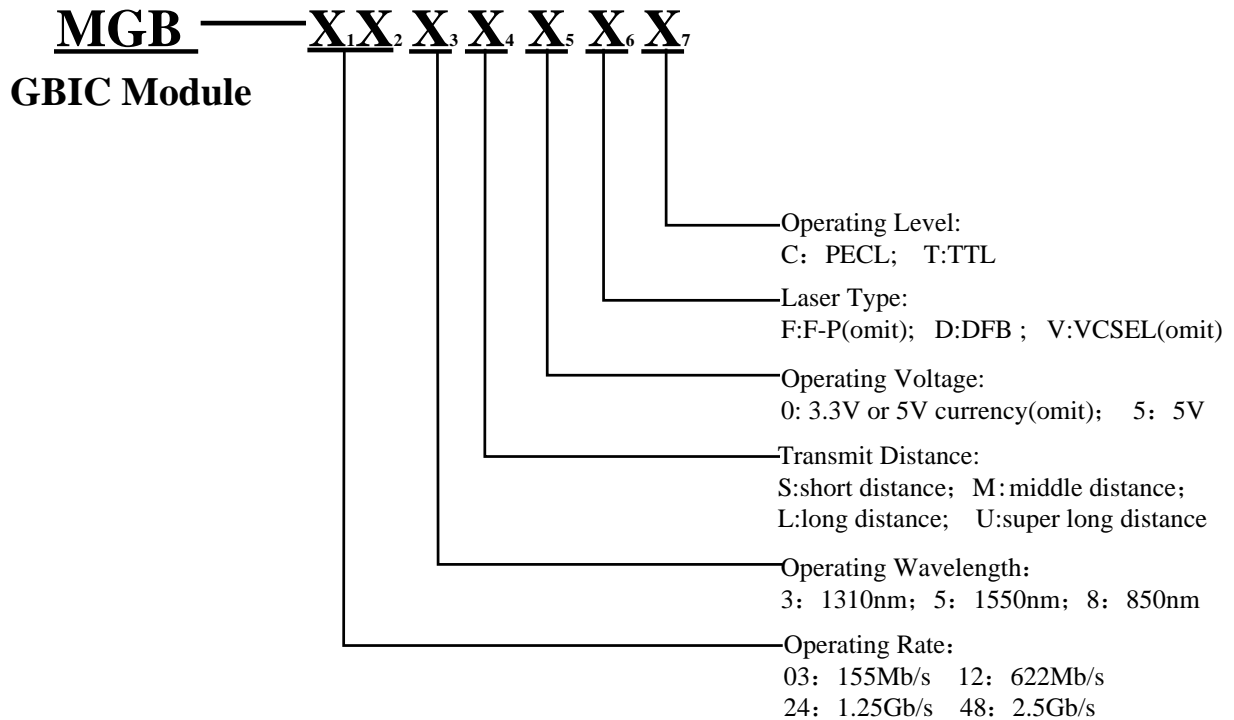 MGB —— X₁X₂ X₃ X₄ X₅ X₆ X₇
GBIC Module
Operating Level:
C：PECL; T:TTL
Laser Type:
F:F-P(omit); D:DFB ; V:VCSEL(omit)
Operating Voltage:
0: 3.3V or 5V currency(omit); 5：5V
Transmit Distance:
S:short distance；M：middle distance；
L:long distance; U:super long distance
Operating Wavelength：
3：1310nm；5：1550nm；8：850nm
Operating Rate：
03：155Mb/s 12：622Mb/s
24：1.25Gb/s 48：2.5Gb/s